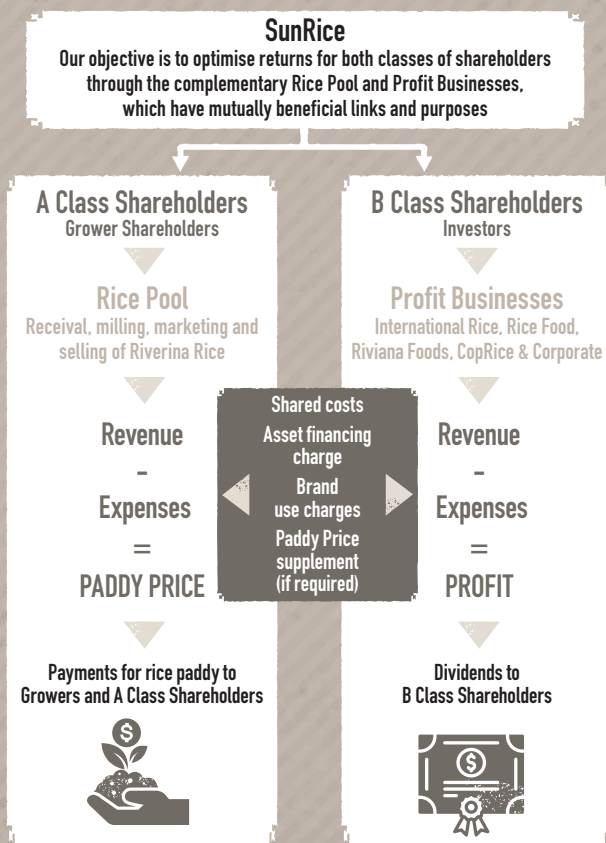 SunRice
Our objective is to optimise returns for both classes of shareholders
through the complementary Rice Pool and Profit Businesses,
which have mutually beneficial links and purposes
A Class Shareholders
Grower Shareholders
Rice Pool
Receival, milling, marketing and
selling of Riverina Rice
Revenue
-
Expenses
=
PADDY PRICE
Payments for rice paddy to
Growers and A Class Shareholders
$
Shared costs
Asset financing
charge
Brand
use charges
Paddy Price
supplement
(if required)
B Class Shareholders
Investors
Profit Businesses
International Rice, Rice Food,
Riviana Foods, CopRice & Corporate
Revenue
-
Expenses
=
PROFIT
Dividends to
B Class Shareholders
$